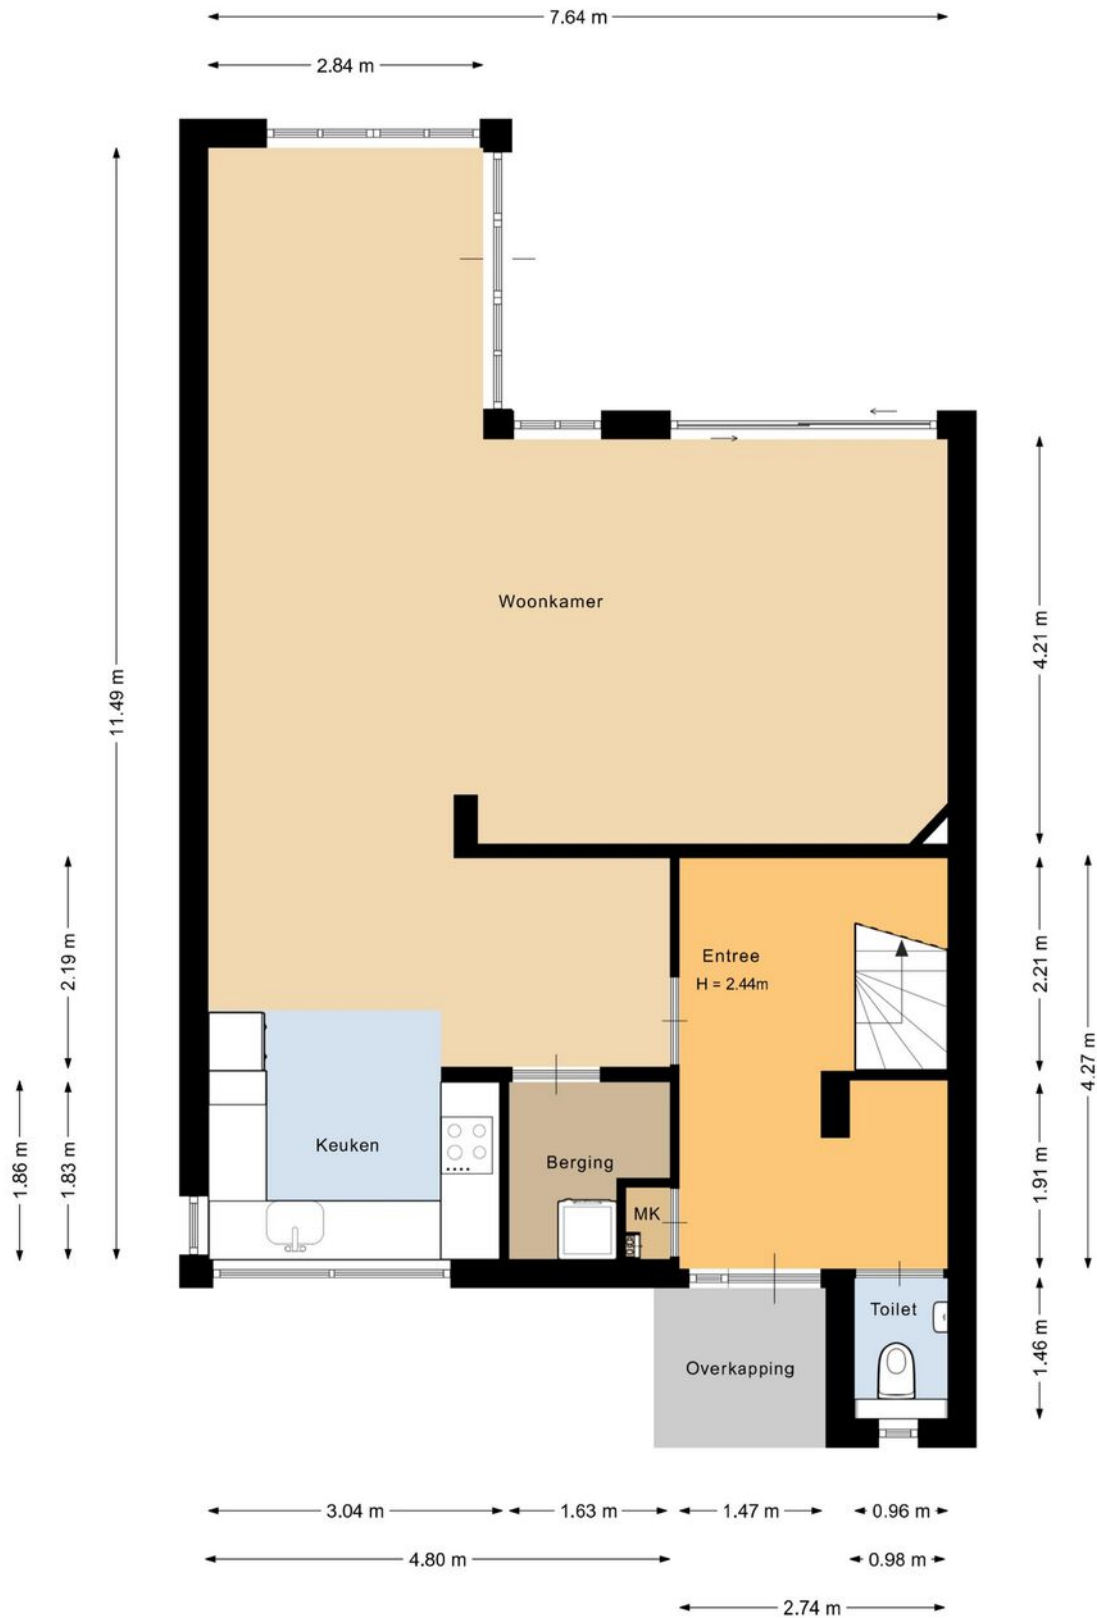 7.64 m
2.84 m
Woonkamer
4.21 m
11.49 m
2.19 m
Entree
H = 2.44m
2.21 m
4.27 m
1.86 m
1.83 m
Keuken
Berging
MK
1.91 m
Toilet
Overkapping
1.46 m
3.04 m
1.63 m
1.47 m
0.96 m
4.80 m
0.98 m
2.74 m